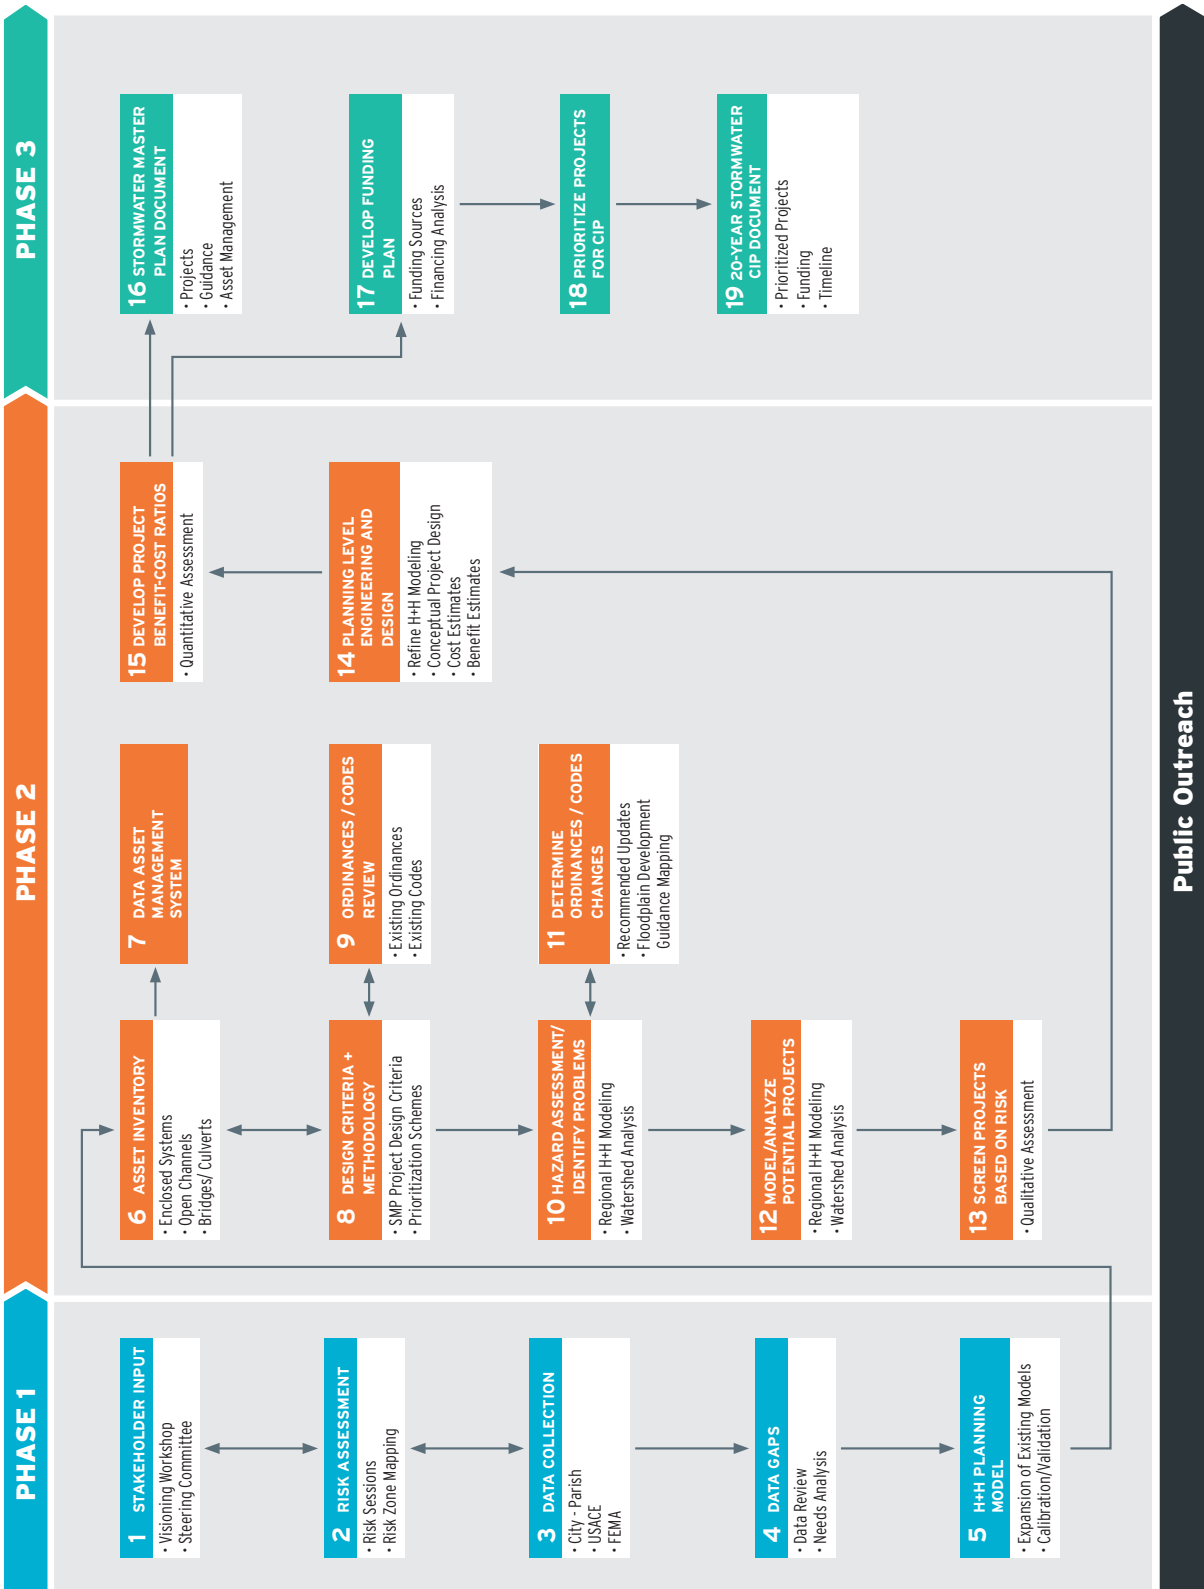 PHASE 1
1 STAKEHOLDER INPUT
• Visioning Workshop
• Steering Committee
2 RISK ASSESSMENT
• Risk Sessions
• Risk Zone Mapping
3 DATA COLLECTION
• City - Parish
• USACE
• FEMA
4 DATA GAPS
• Data Review
• Needs Analysis
5 H+H PLANNING
MODEL
• Expansion of Existing Models
• Calibration/Validation
PHASE 2
6 ASSET INVENTORY
• Enclosed Systems
• Open Channels
• Bridges/ Culverts
7 DATA ASSET
MANAGEMENT
SYSTEM
8 DESIGN CRITERIA +
METHODOLOGY
• SMP Project Design Criteria
• Prioritization Schemes
9 ORDINANCES / CODES
REVIEW
• Existing Ordinances
• Existing Codes
10 HAZARD ASSESSMENT/
IDENTIFY PROBLEMS
• Regional H+H Modeling
• Watershed Analysis
11 DETERMINE
ORDINANCES / CODES
CHANGES
• Recommended Updates
• Floodplain Development
Guidance Mapping
12 MODEL/ANALYZE
POTENTIAL PROJECTS
• Regional H+H Modeling
• Watershed Analysis
13 SCREEN PROJECTS
BASED ON RISK
• Qualitative Assessment
14 PLANNING LEVEL
ENGINEERING AND
DESIGN
• Refine H+H Modeling
• Conceptual Project Design
• Cost Estimates
• Benefit Estimates
15 DEVELOP PROJECT
BENEFIT-COST RATIOS
• Quantitative Assessment
PHASE 3
16 STORMWATER MASTER
PLAN DOCUMENT
• Projects
• Guidance
• Asset Management
17 DEVELOP FUNDING
PLAN
• Funding Sources
• Financing Analysis
18 PRIORITIZE PROJECTS
FOR CIP
19 20-YEAR STORMWATER
CIP DOCUMENT
• Prioritized Projects
• Funding
• Timeline
Public Outreach